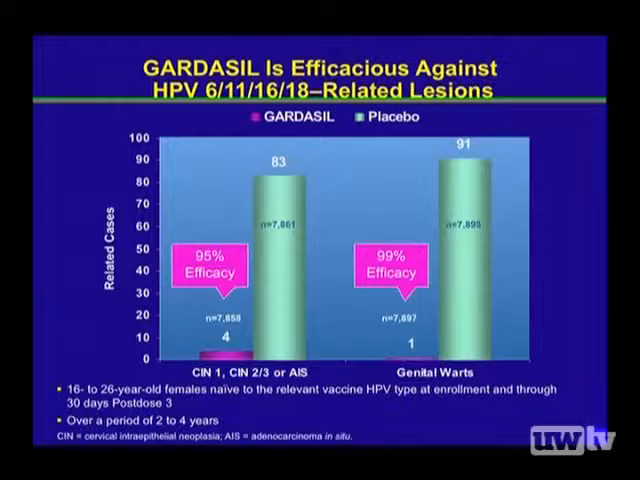 GARDASIL Is Efficacious Against
HPV 6/11/16/18–Related Lesions
GARDASIL Placebo
100
90
80
70
60
50
40
30
20
10
0
Related Cases
83
91
n=7,861
n=7,899
95%
Efficacy
99%
Efficacy
n=7,858
n=7,897
4
1
CIN 1, CIN 2/3 or AIS
Genital Warts
• 16- to 26-year-old females naïve to the relevant vaccine HPV type at enrollment and through
30 days Postdose 3
• Over a period of 2 to 4 years
CIN = cervical intraepithelial neoplasia; AIS = adenocarcinoma in situ.
uwtv